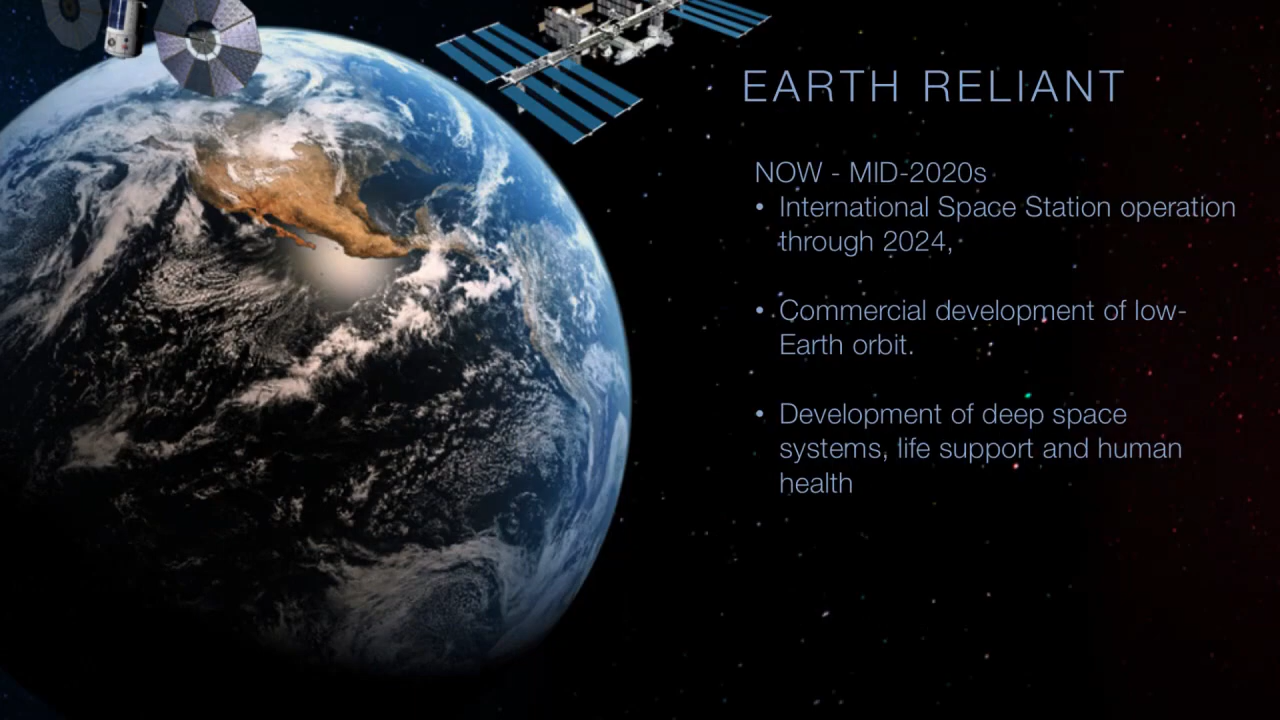 EARTH RELIANT
NOW - MID-2020s
• International Space Station operation
through 2024,
• Commercial development of low-
Earth orbit.
• Development of deep space
systems, life support and human
health